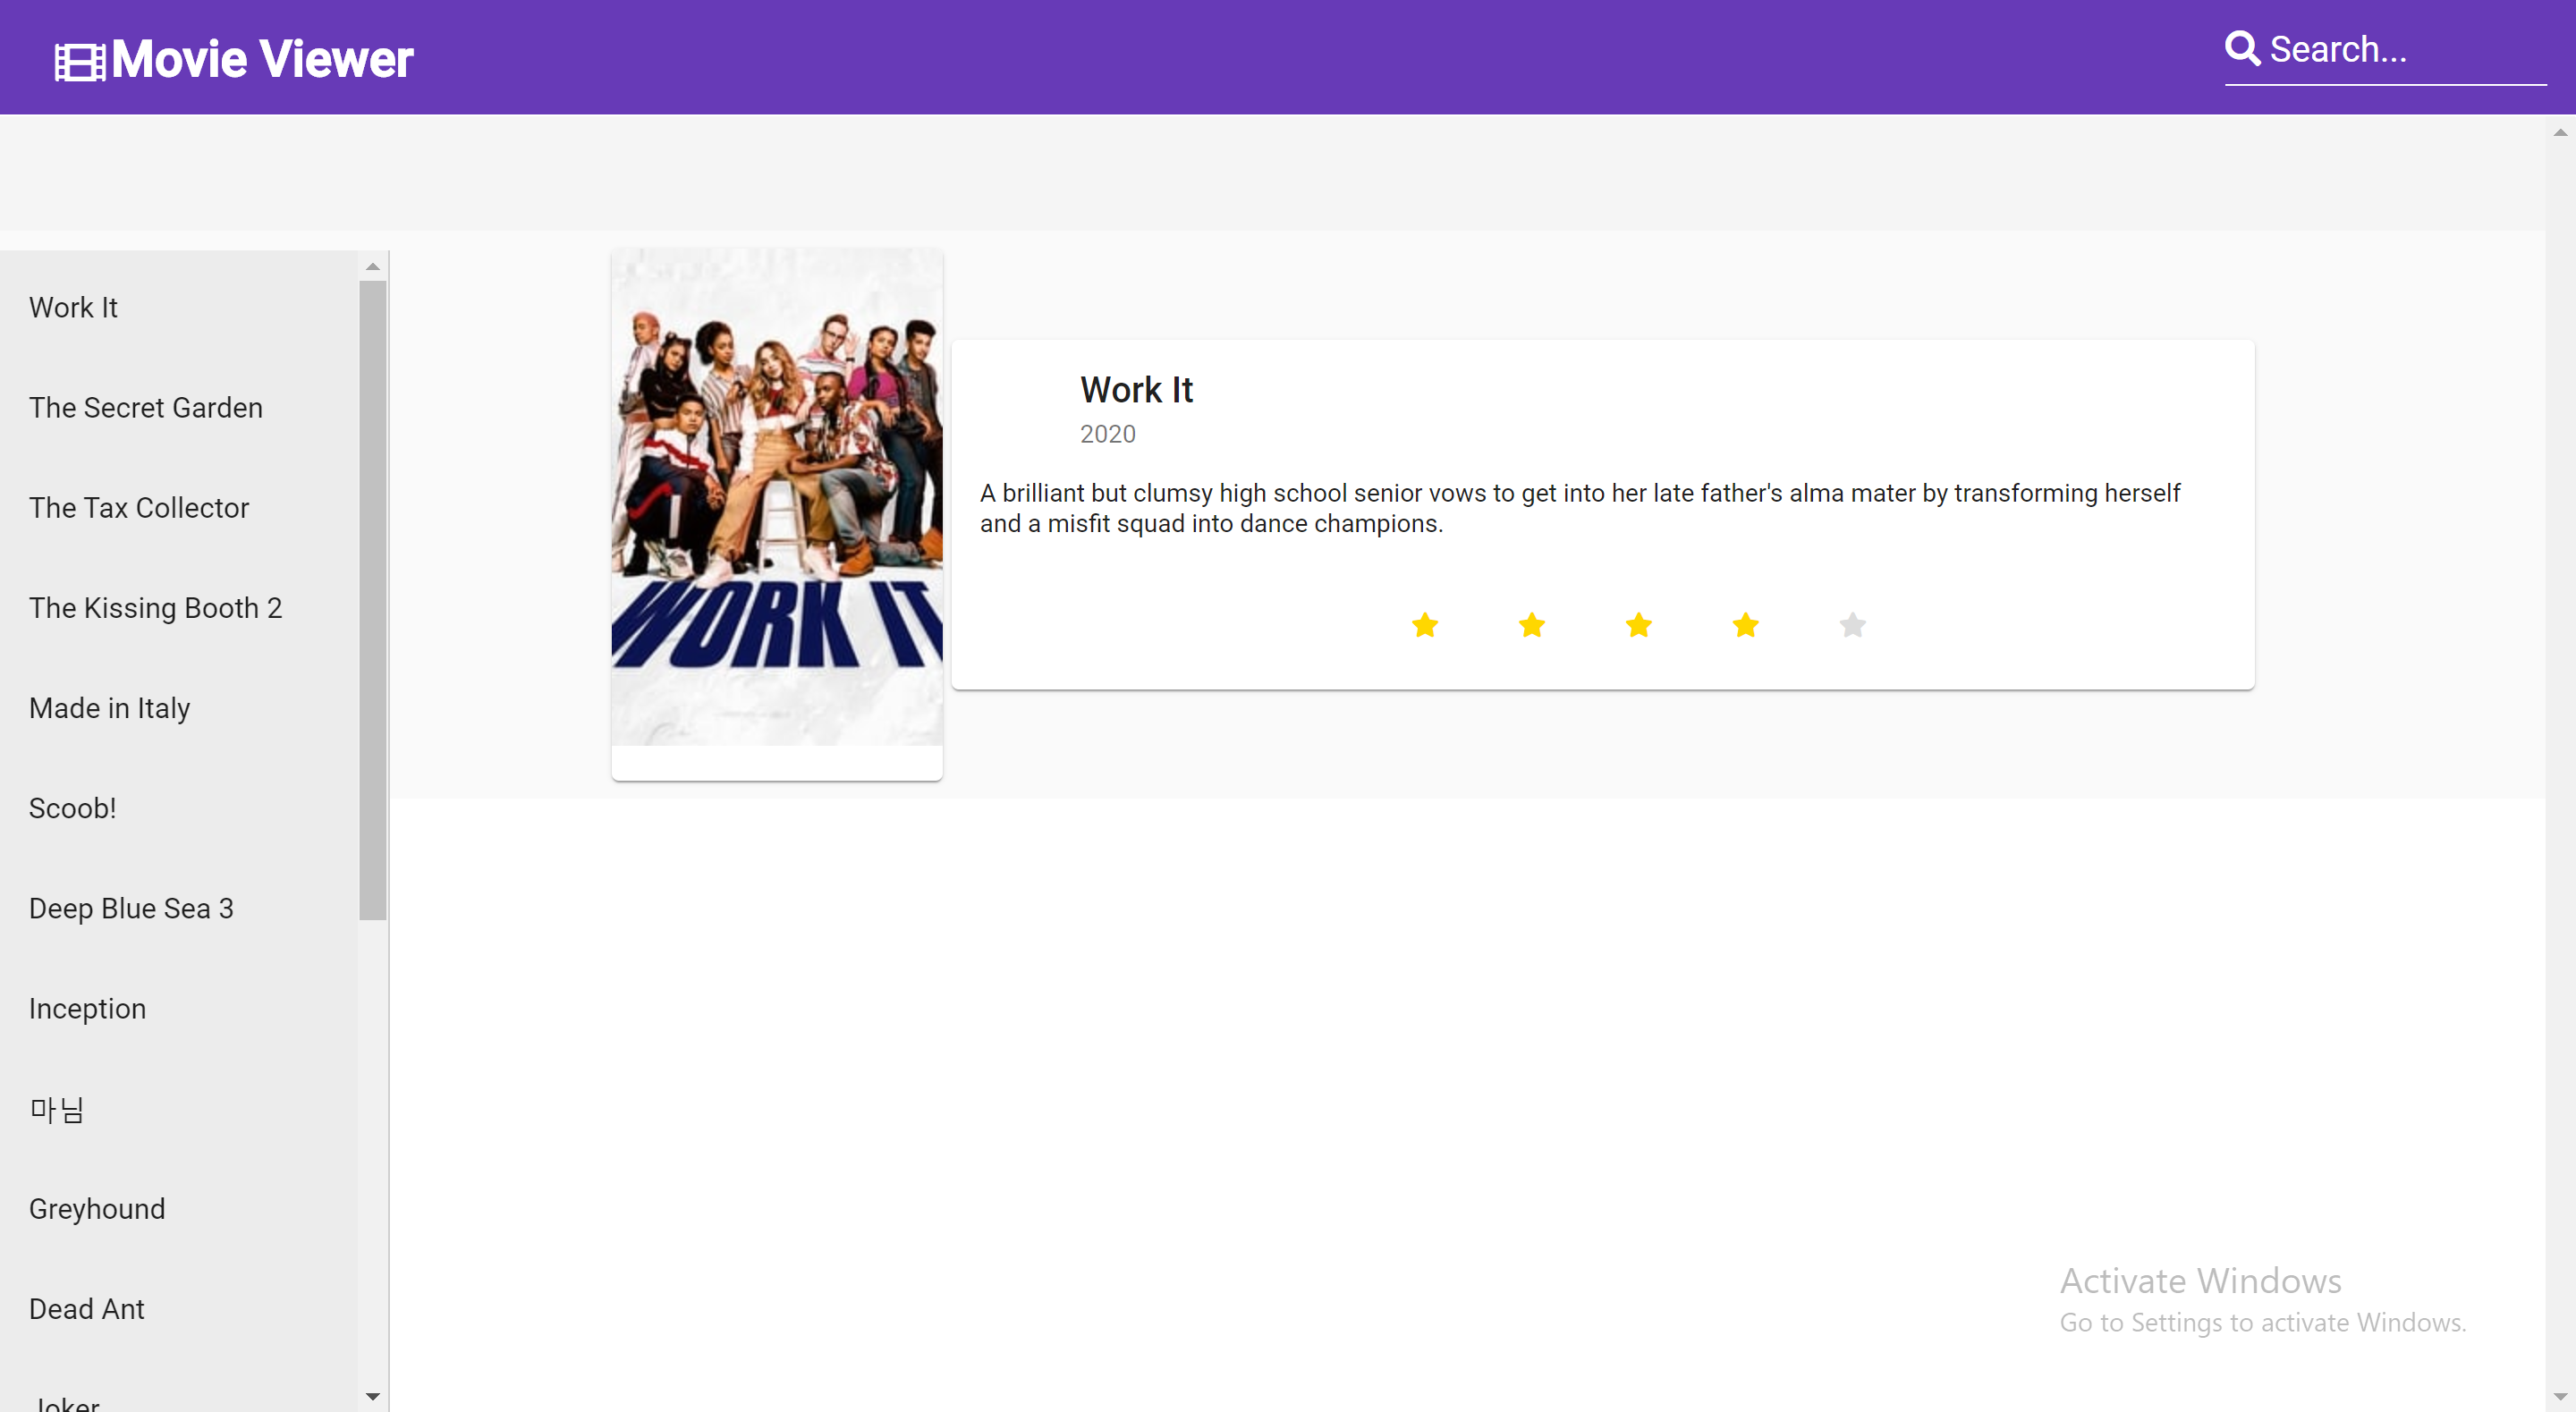 Movie Viewer
Search...
Work It
The Secret Garden
The Tax Collector
The Kissing Booth 2
Made in Italy
Scoob!
Deep Blue Sea 3
Inception
마님
Greyhound
Dead Ant
Joker
WORK IT
Work It
2020
A brilliant but clumsy high school senior vows to get into her late father's alma mater by transforming herself
and a misfit squad into dance champions.
Activate Windows
Go to Settings to activate Windows.